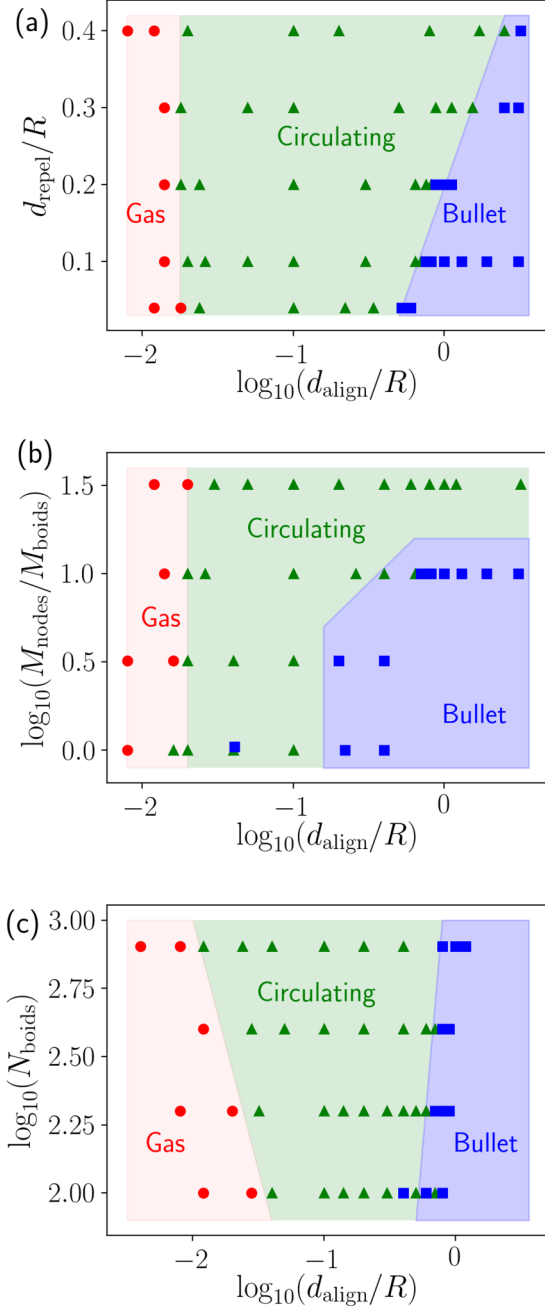 (a)
0.4
0.3
0.2
0.1
d_repel/R
Circulating
Gas
Bullet
−2
−1
0
log₁₀(d_align/R)
(b)
1.5
1.0
0.5
0.0
log₁₀(M_nodes/M_boids)
Circulating
Gas
Bullet
−2
−1
0
log₁₀(d_align/R)
(c)
3.00
2.75
2.50
2.25
2.00
log₁₀(N_boids)
Circulating
Gas
Bullet
−2
−1
0
log₁₀(d_align/R)